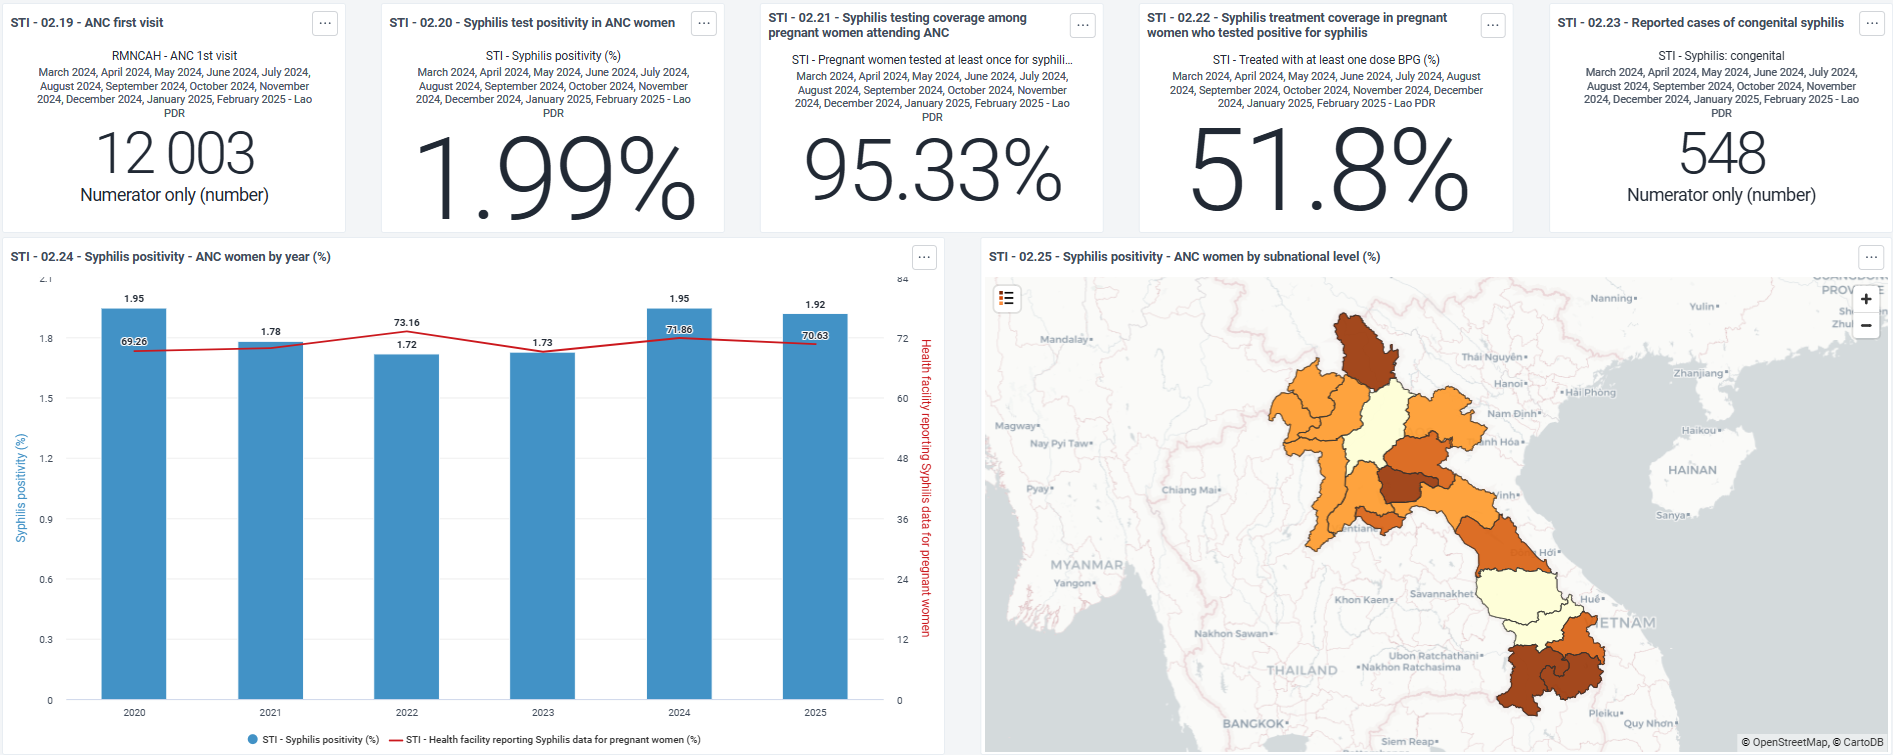 STI - 02.19 - ANC first visit
RMNCAH - ANC 1st visit
March 2024, April 2024, May 2024, June 2024, July 2024,
August 2024, September 2024, October 2024, November
2024, December 2024, January 2025, February 2025 - Lao
PDR
12 003
Numerator only (number)
STI - 02.20 - Syphilis test positivity in ANC women
STI - Syphilis positivity (%)
March 2024, April 2024, May 2024, June 2024, July 2024,
August 2024, September 2024, October 2024, November
2024, December 2024, January 2025, February 2025 - Lao
PDR
1.99%
STI - 02.21 - Syphilis testing coverage among
pregnant women attending ANC
STI - Pregnant women tested at least once for syphili...
March 2024, April 2024, May 2024, June 2024, July 2024,
August 2024, September 2024, October 2024, November
2024, December 2024, January 2025, February 2025 - Lao
PDR
95.33%
STI - 02.22 - Syphilis treatment coverage in pregnant
women who tested positive for syphilis
STI - Treated with at least one dose BPG (%)
March 2024, April 2024, May 2024, June 2024, July 2024, August
2024, September 2024, October 2024, November 2024, December
2024, January 2025, February 2025 - Lao PDR
51.8%
STI - 02.23 - Reported cases of congenital syphilis
STI - Syphilis: congenital
March 2024, April 2024, May 2024, June 2024, July 2024,
August 2024, September 2024, October 2024, November
2024, December 2024, January 2025, February 2025 - Lao
PDR
548
Numerator only (number)
STI - 02.24 - Syphilis positivity - ANC women by year (%)
2.1
1.8
1.5
1.2
0.9
0.6
0.3
0
Syphilis positivity (%)
1.95
1.78
1.72
1.73
1.95
1.92
69.26
73.16
71.86
70.63
84
72
60
48
36
24
12
0
Health facility reporting Syphilis data for pregnant women
2020
2021
2022
2023
2024
2025
STI - Syphilis positivity (%)
STI - Health facility reporting Syphilis data for pregnant women (%)
STI - 02.25 - Syphilis positivity - ANC women by subnational level (%)
+
−
Nanning
Yulin
PROV
Mandalay
Thái Nguyên
Hanoi
Hải Phòng
Zhanjiang
Nam Định
Magway
Nay Pyi Taw
Haikou
HAINAN
Pyay
Chiang Mai
Sanya
MYANMAR
Yangon
Khon Kaen
Savannakhet
Huế
Nakhon Sawan
Ubon Ratchathani
THAILAND
Nakhon Ratchasima
Pleiku
Quy Nhơn
BANGKOK
Siem Reap
© OpenStreetMap, © CartoDB